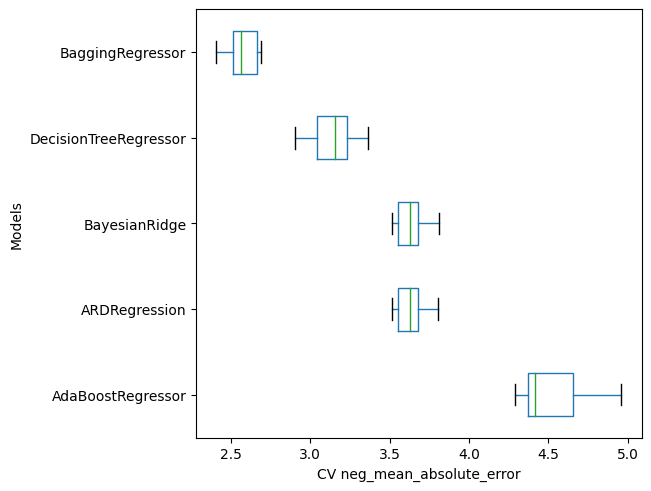 BaggingRegressor
DecisionTreeRegressor
BayesianRidge
ARDRegression
AdaBoostRegressor
Models
2.5 3.0 3.5 4.0 4.5 5.0
CV neg_mean_absolute_error